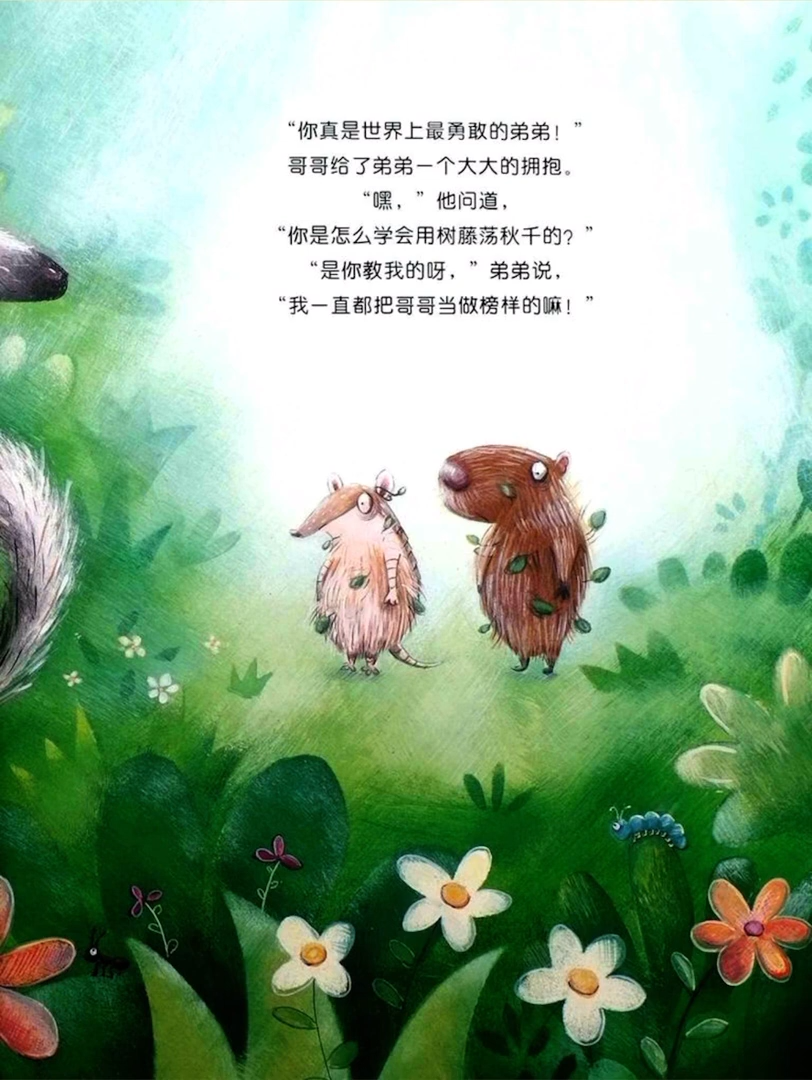 “你真是世界上最勇敢的弟弟！”
哥哥给了弟弟一个大大的拥抱。
“嘿，”他问道，
“你是怎么学会用树藤荡秋千的？”
“是你教我的呀，”弟弟说，
“我一直都把哥哥当做榜样的嘛！”